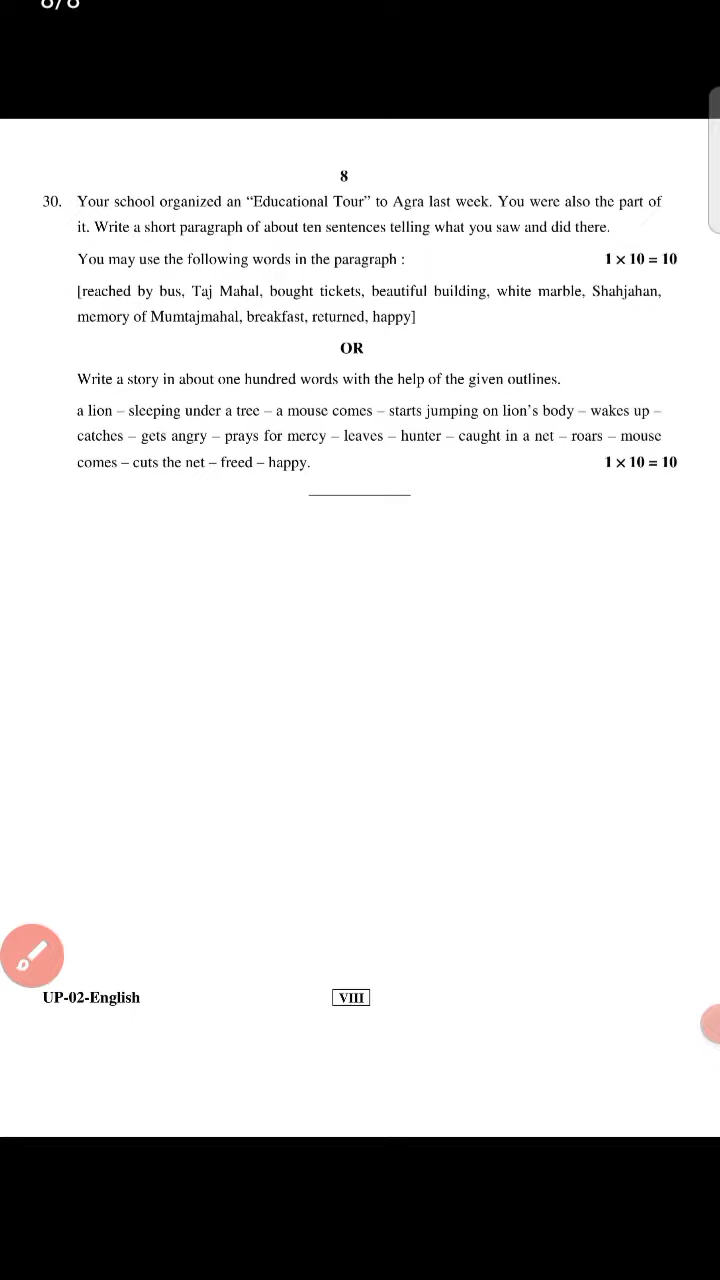 8/8
8
30. Your school organized an “Educational Tour” to Agra last week. You were also the part of
it. Write a short paragraph of about ten sentences telling what you saw and did there.
You may use the following words in the paragraph : 1 × 10 = 10
[reached by bus, Taj Mahal, bought tickets, beautiful building, white marble, Shahjahan,
memory of Mumtajmahal, breakfast, returned, happy]
OR
Write a story in about one hundred words with the help of the given outlines.
a lion – sleeping under a tree – a mouse comes – starts jumping on lion’s body – wakes up –
catches – gets angry – prays for mercy – leaves – hunter – caught in a net – roars – mouse
comes – cuts the net – freed – happy. 1 × 10 = 10
UP-02-English VIII